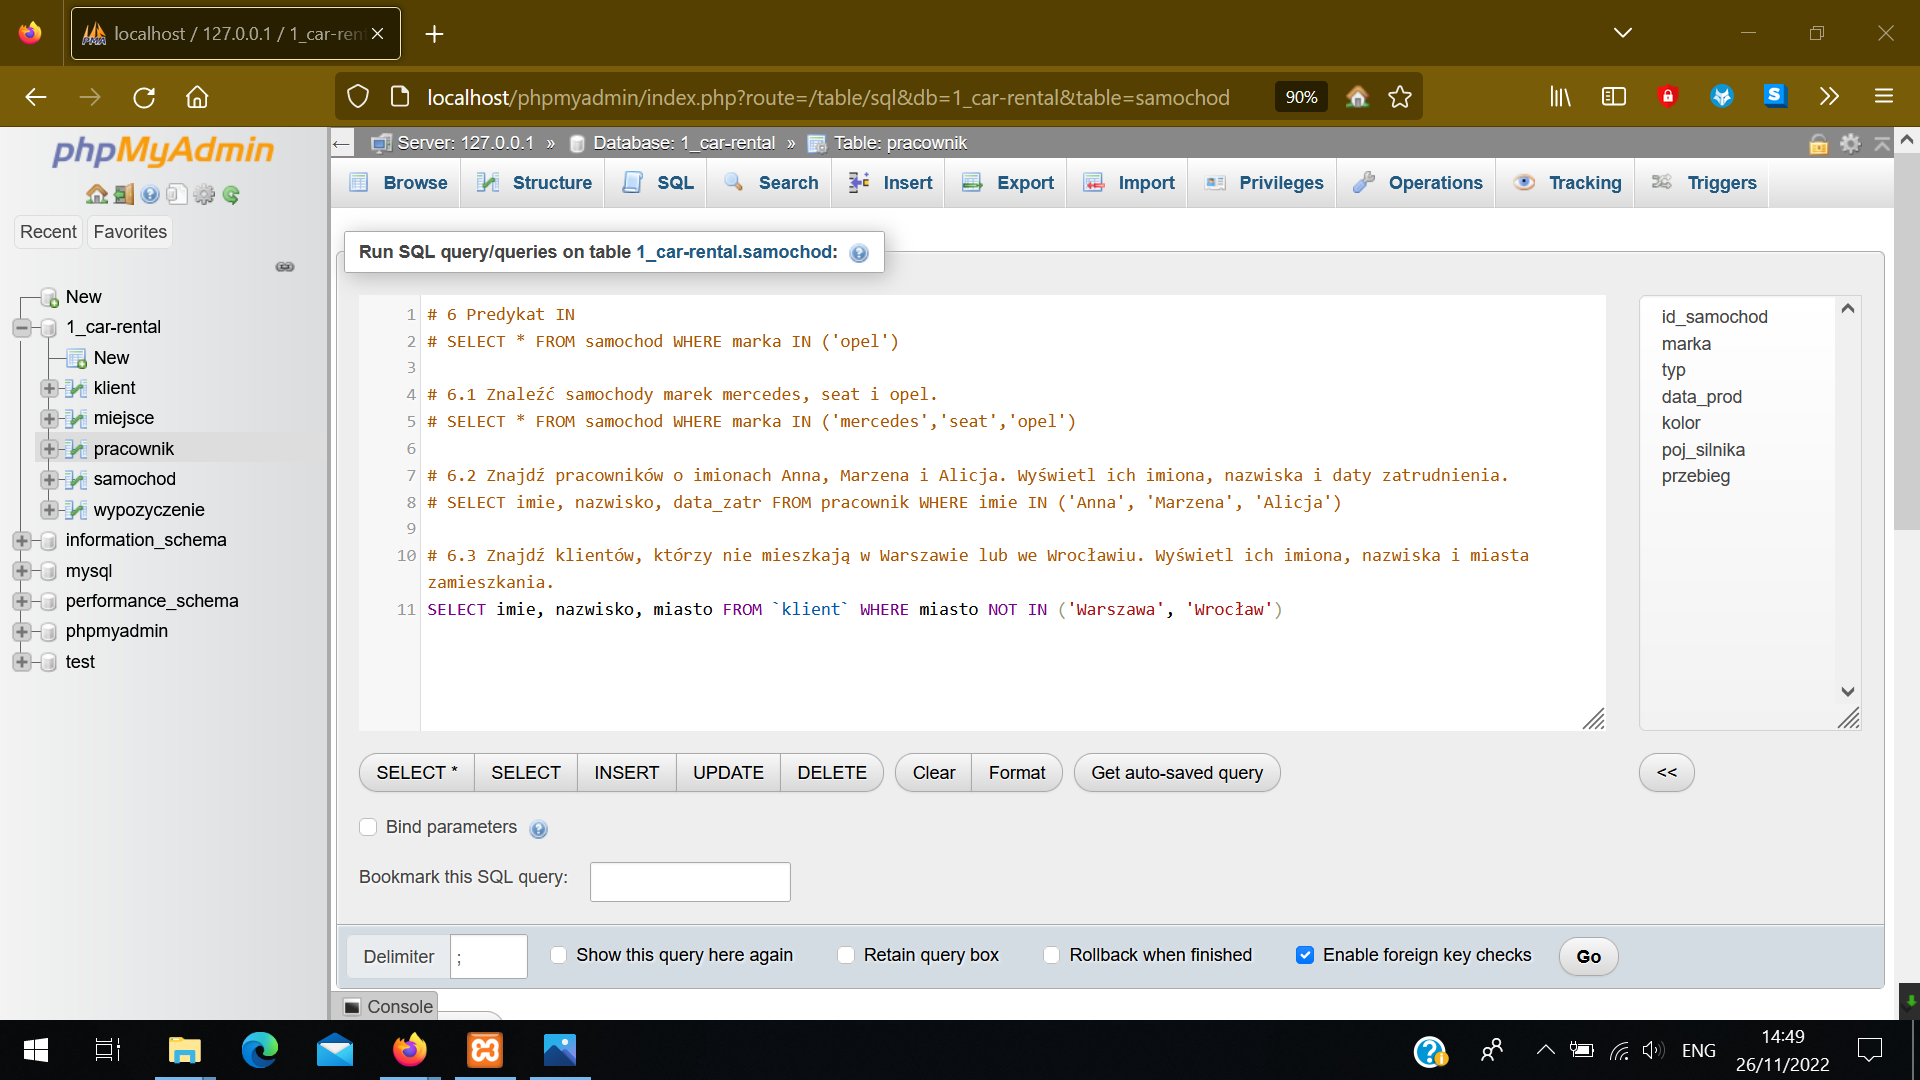 localhost / 127.0.0.1 / 1_car-ren
localhost/phpmyadmin/index.php?route=/table/sql&db=1_car-rental&table=samochod
90%
phpMyAdmin
Recent
Favorites
New
1_car-rental
New
klient
miejsce
pracownik
samochod
wypozyczenie
information_schema
mysql
performance_schema
phpmyadmin
test
Server: 127.0.0.1 » Database: 1_car-rental » Table: pracownik
Browse Structure SQL Search Insert Export Import Privileges Operations Tracking Triggers
Run SQL query/queries on table 1_car-rental.samochod:
1 # 6 Predykat IN
2 # SELECT * FROM samochod WHERE marka IN ('opel')
3
4 # 6.1 Znaleźć samochody marek mercedes, seat i opel.
5 # SELECT * FROM samochod WHERE marka IN ('mercedes','seat','opel')
6
7 # 6.2 Znajdź pracowników o imionach Anna, Marzena i Alicja. Wyświetl ich imiona, nazwiska i daty zatrudnienia.
8 # SELECT imie, nazwisko, data_zatr FROM pracownik WHERE imie IN ('Anna', 'Marzena', 'Alicja')
9
10 # 6.3 Znajdź klientów, którzy nie mieszkają w Warszawie lub we Wrocławiu. Wyświetl ich imiona, nazwiska i miasta
zamieszkania.
11 SELECT imie, nazwisko, miasto FROM `klient` WHERE miasto NOT IN ('Warszawa', 'Wrocław')
id_samochod
marka
typ
data_prod
kolor
poj_silnika
przebieg
SELECT * SELECT INSERT UPDATE DELETE Clear Format Get auto-saved query <<
Bind parameters
Bookmark this SQL query:
Delimiter ; Show this query here again Retain query box Rollback when finished Enable foreign key checks Go
Console
ENG
14:49
26/11/2022